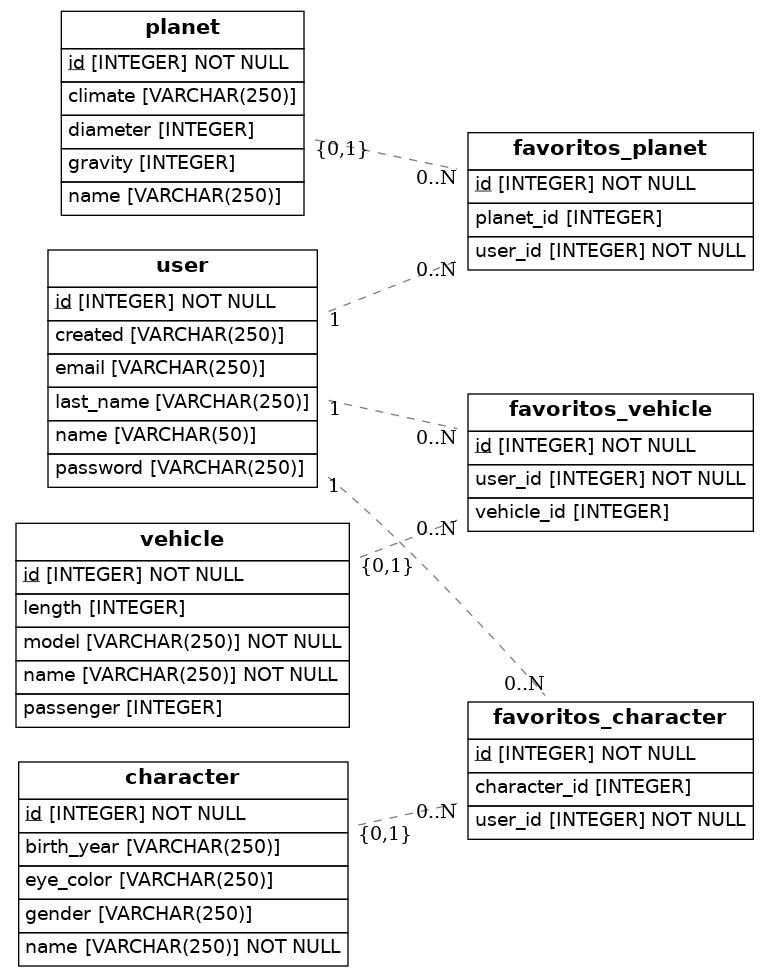 planet
id [INTEGER] NOT NULL
climate [VARCHAR(250)]
diameter [INTEGER]
gravity [INTEGER]
name [VARCHAR(250)]
{0,1}
0..N
favoritos_planet
id [INTEGER] NOT NULL
planet_id [INTEGER]
user_id [INTEGER] NOT NULL
user
id [INTEGER] NOT NULL
created [VARCHAR(250)]
email [VARCHAR(250)]
last_name [VARCHAR(250)]
name [VARCHAR(50)]
password [VARCHAR(250)]
0..N
1
1
0..N
1
favoritos_vehicle
id [INTEGER] NOT NULL
user_id [INTEGER] NOT NULL
vehicle_id [INTEGER]
vehicle
id [INTEGER] NOT NULL
length [INTEGER]
model [VARCHAR(250)] NOT NULL
name [VARCHAR(250)] NOT NULL
passenger [INTEGER]
0..N
{0,1}
0..N
favoritos_character
id [INTEGER] NOT NULL
character_id [INTEGER]
user_id [INTEGER] NOT NULL
character
id [INTEGER] NOT NULL
birth_year [VARCHAR(250)]
eye_color [VARCHAR(250)]
gender [VARCHAR(250)]
name [VARCHAR(250)] NOT NULL
0..N
{0,1}